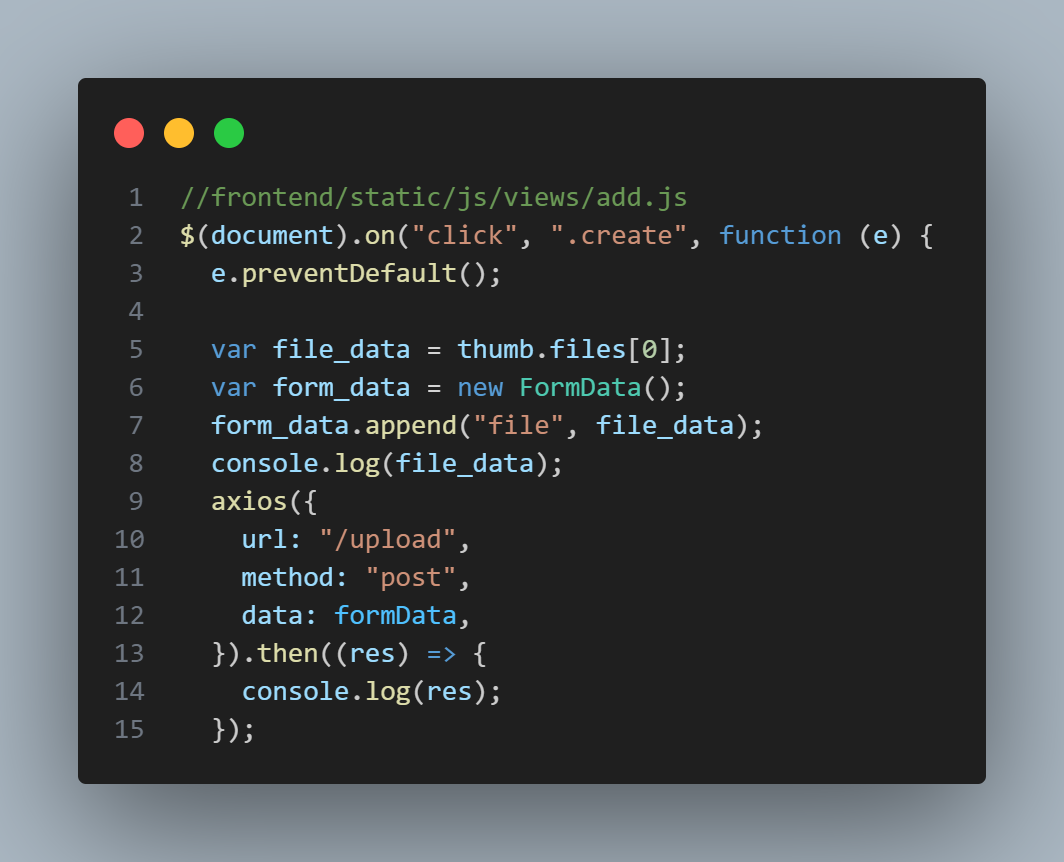 1 //frontend/static/js/views/add.js
2 $(document).on("click", ".create", function (e) {
3   e.preventDefault();
4
5   var file_data = thumb.files[0];
6   var form_data = new FormData();
7   form_data.append("file", file_data);
8   console.log(file_data);
9   axios({
10     url: "/upload",
11     method: "post",
12     data: formData,
13   }).then((res) => {
14     console.log(res);
15   });